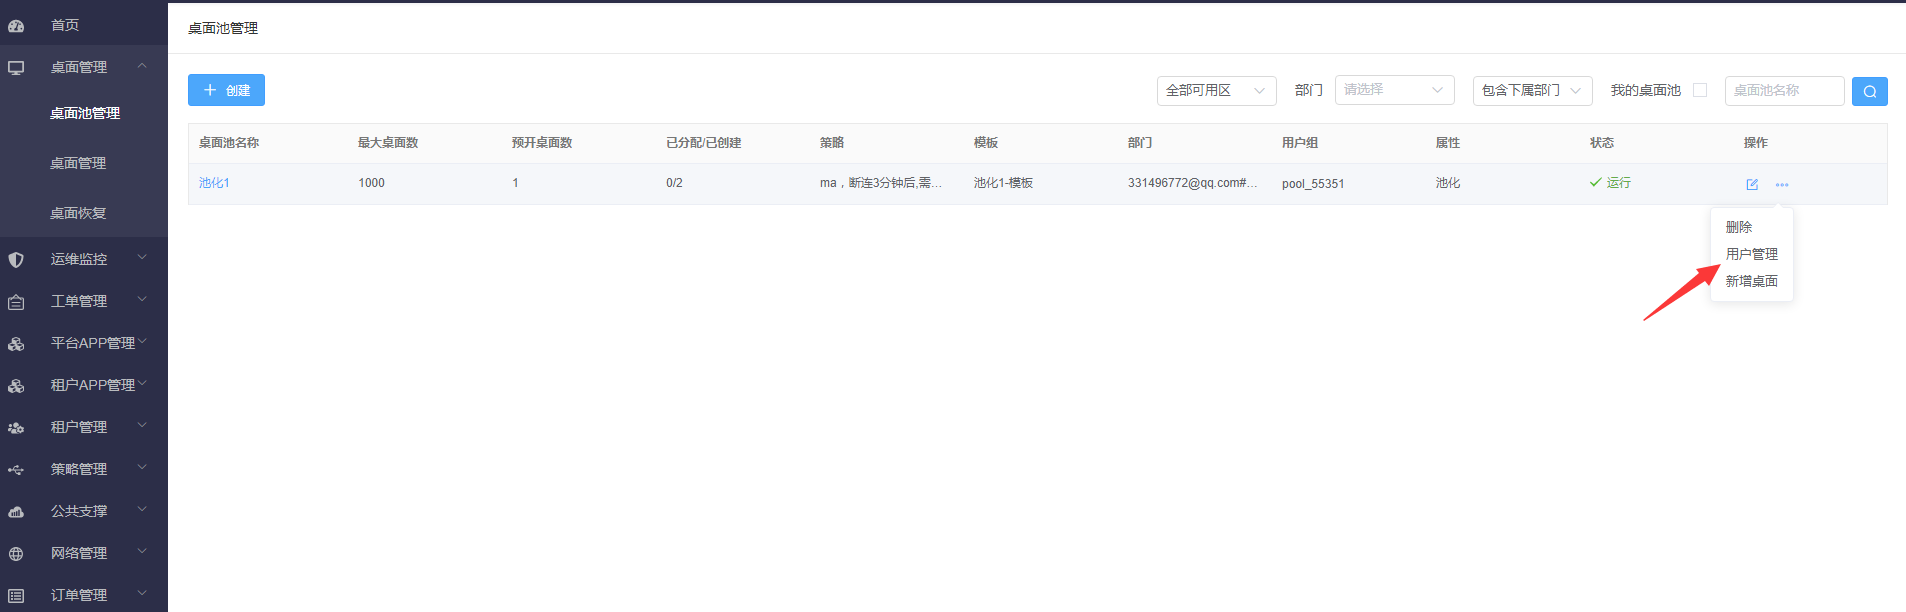 首页
桌面管理
桌面池管理
桌面管理
桌面恢复
运维监控
工单管理
平台APP管理
租户APP管理
租户管理
策略管理
公共支撑
网络管理
订单管理
桌面池管理
创建
全部可用区
部门
请选择
包含下属部门
我的桌面池
桌面池名称
桌面池名称 最大桌面数 预开桌面数 已分配/已创建 策略 模板 部门 用户组 属性 状态 操作
池化1 1000 1 0/2 ma，断连3分钟后,需... 池化1-模板 331496772@qq.com#... pool_55351 池化 运行
删除
用户管理
新增桌面